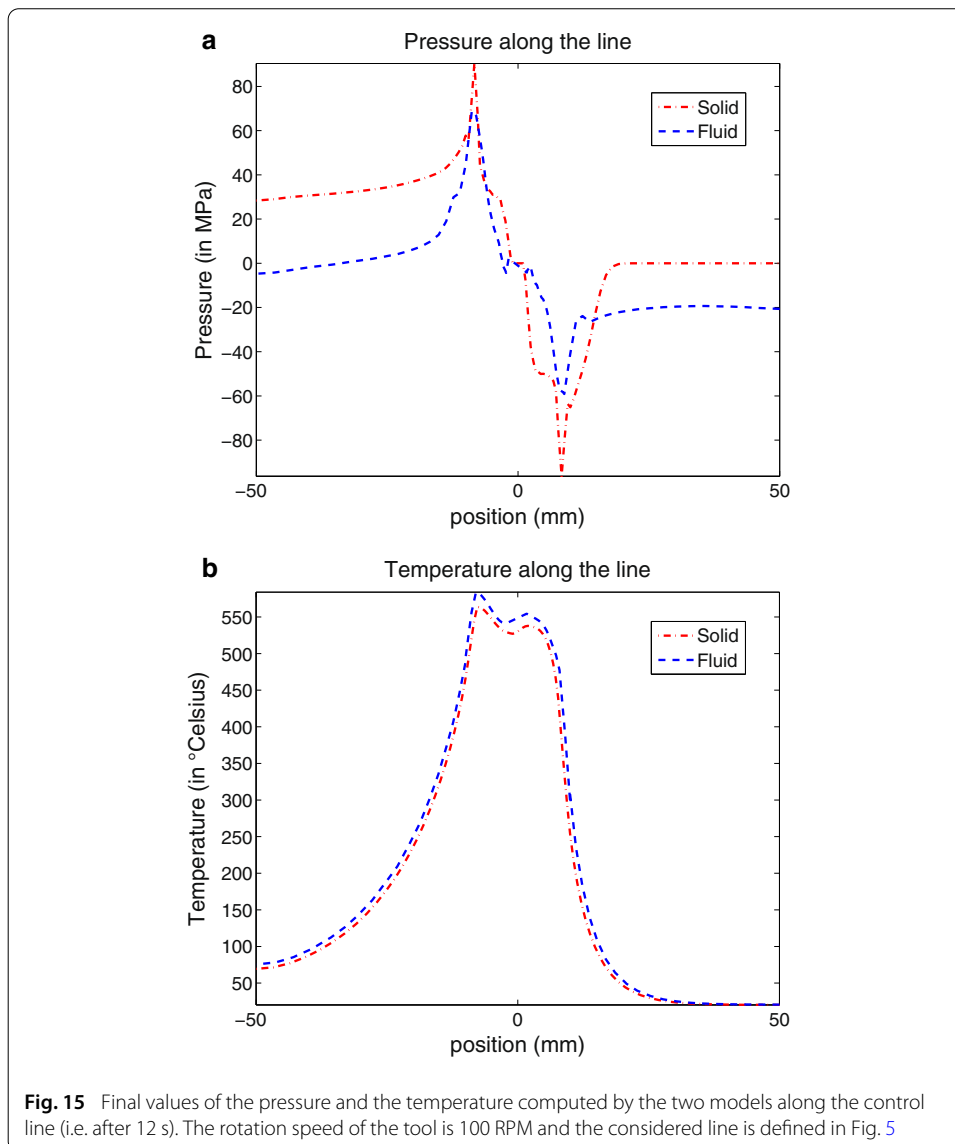 a
Pressure along the line
80
60
40
20
0
−20
−40
−60
−80
Pressure (in MPa)
Solid
Fluid
−50
0
50
position (mm)
b
Temperature along the line
550
500
450
400
350
300
250
200
150
100
50
Temperature (in °Celsius)
Solid
Fluid
−50
0
50
position (mm)
Fig. 15 Final values of the pressure and the temperature computed by the two models along the control
line (i.e. after 12 s). The rotation speed of the tool is 100 RPM and the considered line is defined in Fig. 5